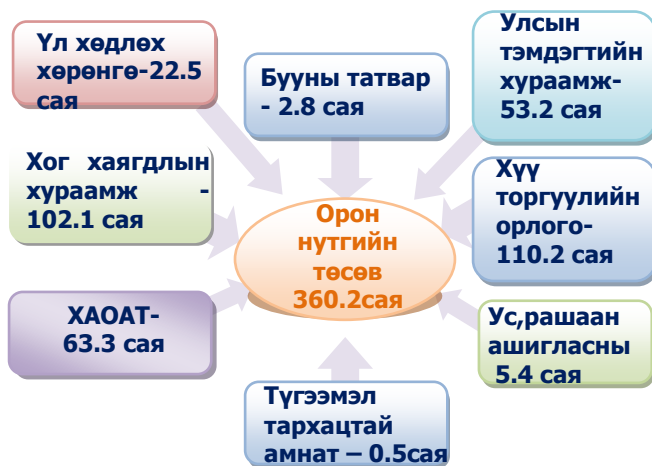 Үл хөдлөх
хөрөнгө-22.5
сая
Бууны татвар
- 2.8 сая
Улсын
тэмдэгтийн
хураамж-
53.2 сая
Хог хаягдлын
хураамж -
102.1 сая
Орон
нутгийн
төсөв
360.2сая
Хүү
торгуулийн
орлого-
110.2 сая
ХАОАТ-
63.3 сая
Ус,рашаан
ашигласны
5.4 сая
Түгээмэл
тархацтай
амнат – 0.5сая